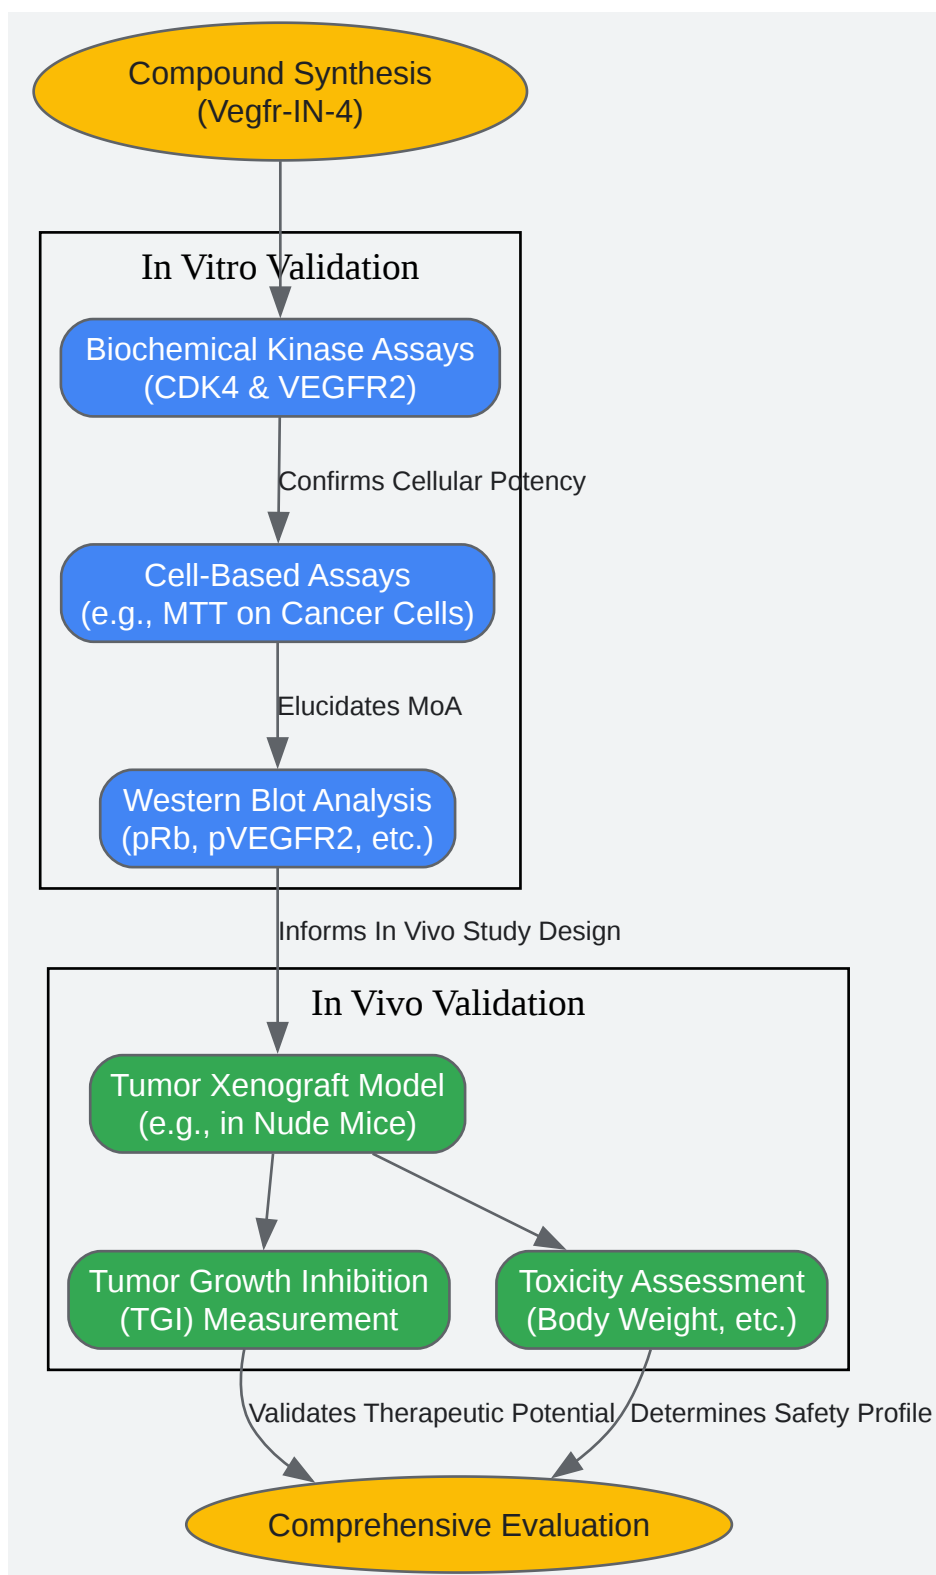 Compound Synthesis
(Vegfr-IN-4)
In Vitro Validation
Biochemical Kinase Assays
(CDK4 & VEGFR2)
Confirms Cellular Potency
Cell-Based Assays
(e.g., MTT on Cancer Cells)
Elucidates MoA
Western Blot Analysis
(pRb, pVEGFR2, etc.)
Informs In Vivo Study Design
In Vivo Validation
Tumor Xenograft Model
(e.g., in Nude Mice)
Tumor Growth Inhibition
(TGI) Measurement
Toxicity Assessment
(Body Weight, etc.)
Validates Therapeutic Potential
Determines Safety Profile
Comprehensive Evaluation